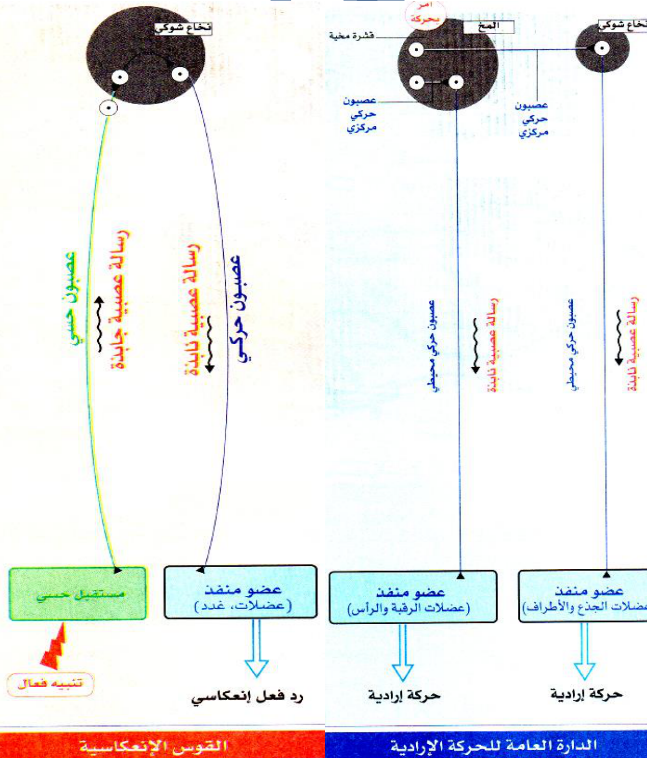 أمر
بحركة
المخ
نخاع شوكي
قشرة مخية
عصبون
حركي
مركزي
عصبون
حركي
مركزي
عصبون حركي محيطي
رسالة عصبية نابذة
عصبون حركي محيطي
رسالة عصبية نابذة
عضو منفذ
(عضلات الجذع والأطراف)
عضو منفذ
(عضلات الرقبة والرأس)
حركة إرادية
حركة إرادية
الدارة العامة للحركة الإرادية
نخاع شوكي
عصبون حسي
رسالة عصبية جابذة
رسالة عصبية نابذة
عصبون حركي
عضو منفذ
(عضلات، غدد)
مستقبل حسي
تنبيه فعال
رد فعل إنعكاسي
القوس الإنعكاسية